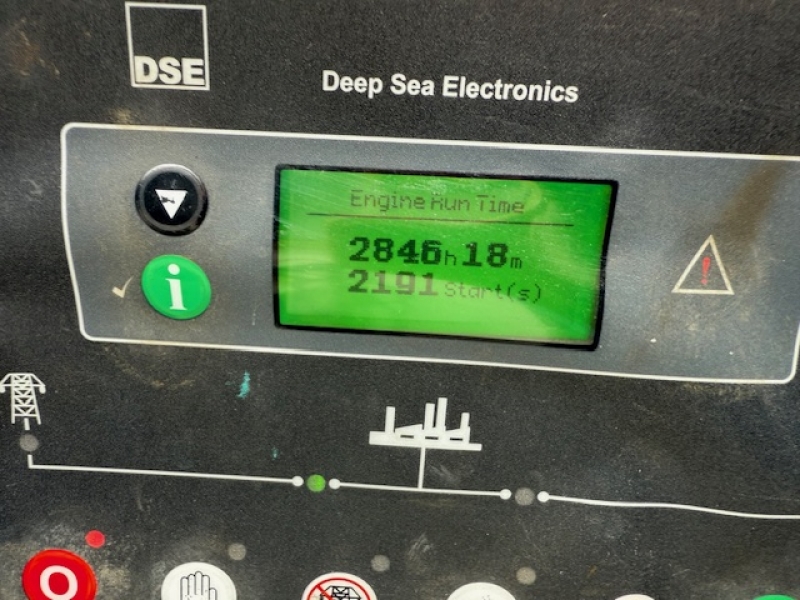 DSE
Deep Sea Electronics
Engine Run Time
2846h 18m
2191 Start(s)
i
O